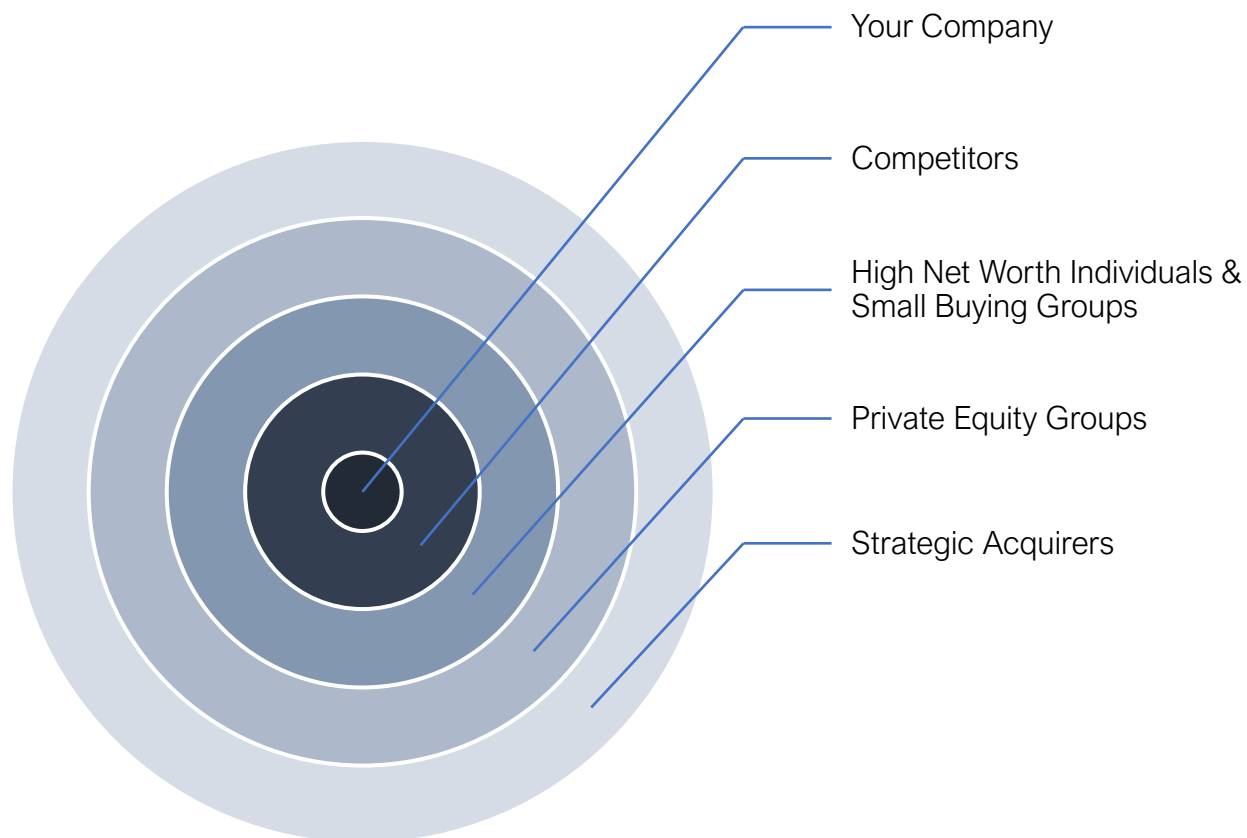 Your Company
Competitors
High Net Worth Individuals &
Small Buying Groups
Private Equity Groups
Strategic Acquirers